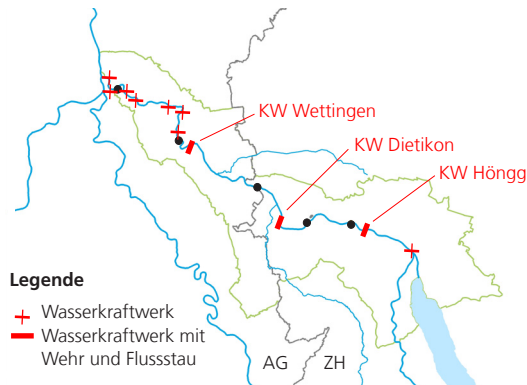 KW Wettingen
KW Dietikon
KW Höngg
Legende
Wasserkraftwerk
Wasserkraftwerk mit
Wehr und Flussstau
AG
ZH